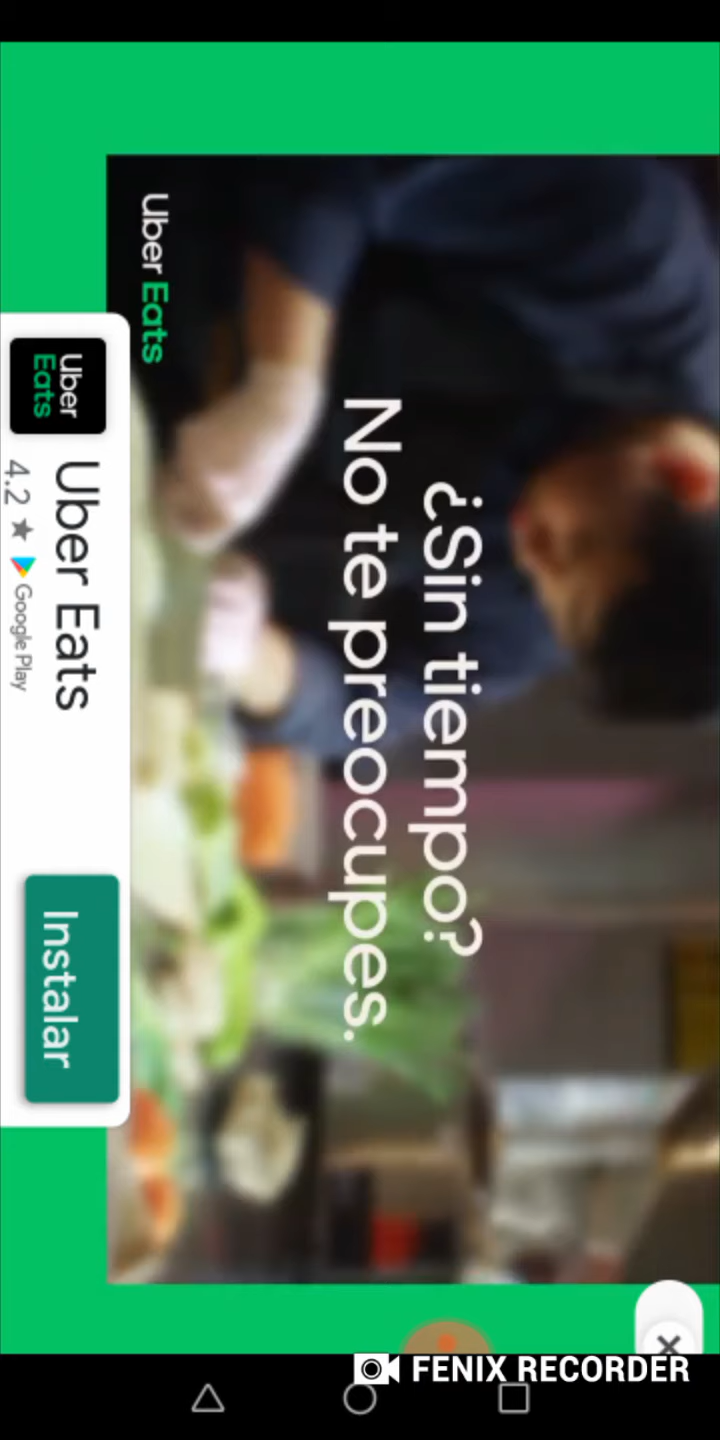 Uber Eats
¿Sin tiempo?
No te preocupes.
Uber
Eats
Uber Eats
4.2 ★ Google Play
Instalar
FENIX RECORDER